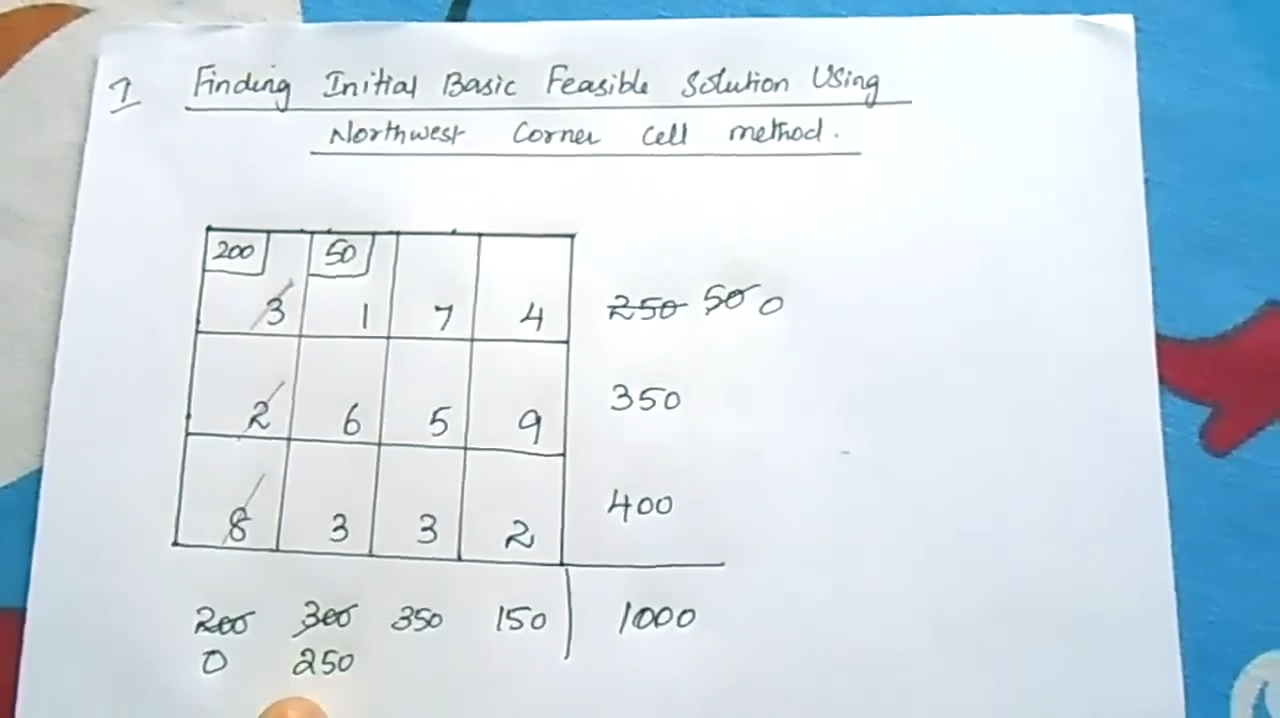 1 Finding Initial Basic Feasible Solution Using
Northwest Corner Cell method.
200 50
3 1 7 4 250 50 0
2 6 5 9 350
8 3 3 2 400
200 300 350 150 1000
0 250